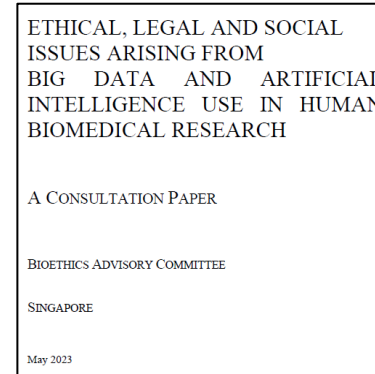 ETHICAL, LEGAL AND SOCIAL
ISSUES ARISING FROM
BIG DATA AND ARTIFICIAL
INTELLIGENCE USE IN HUMAN
BIOMEDICAL RESEARCH
A CONSULTATION PAPER
BIOETHICS ADVISORY COMMITTEE
SINGAPORE
May 2023